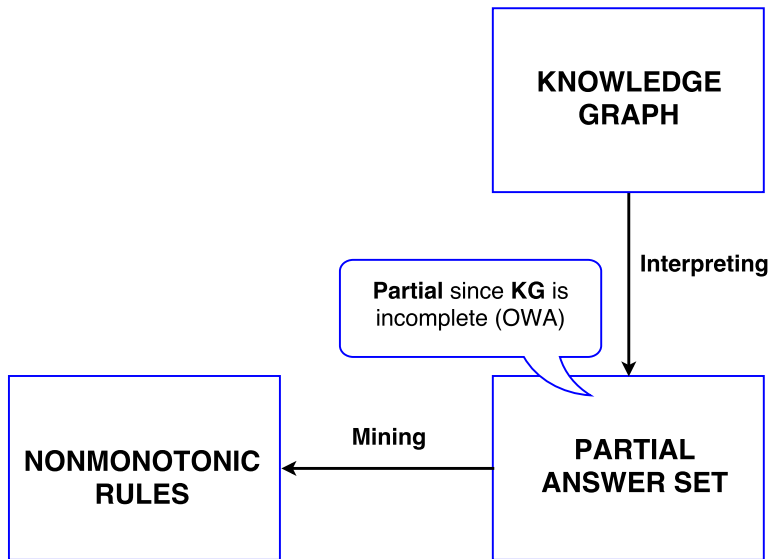 KNOWLEDGE
GRAPH
Interpreting
Partial since KG is
incomplete (OWA)
Mining
NONMONOTONIC
RULES
PARTIAL
ANSWER SET